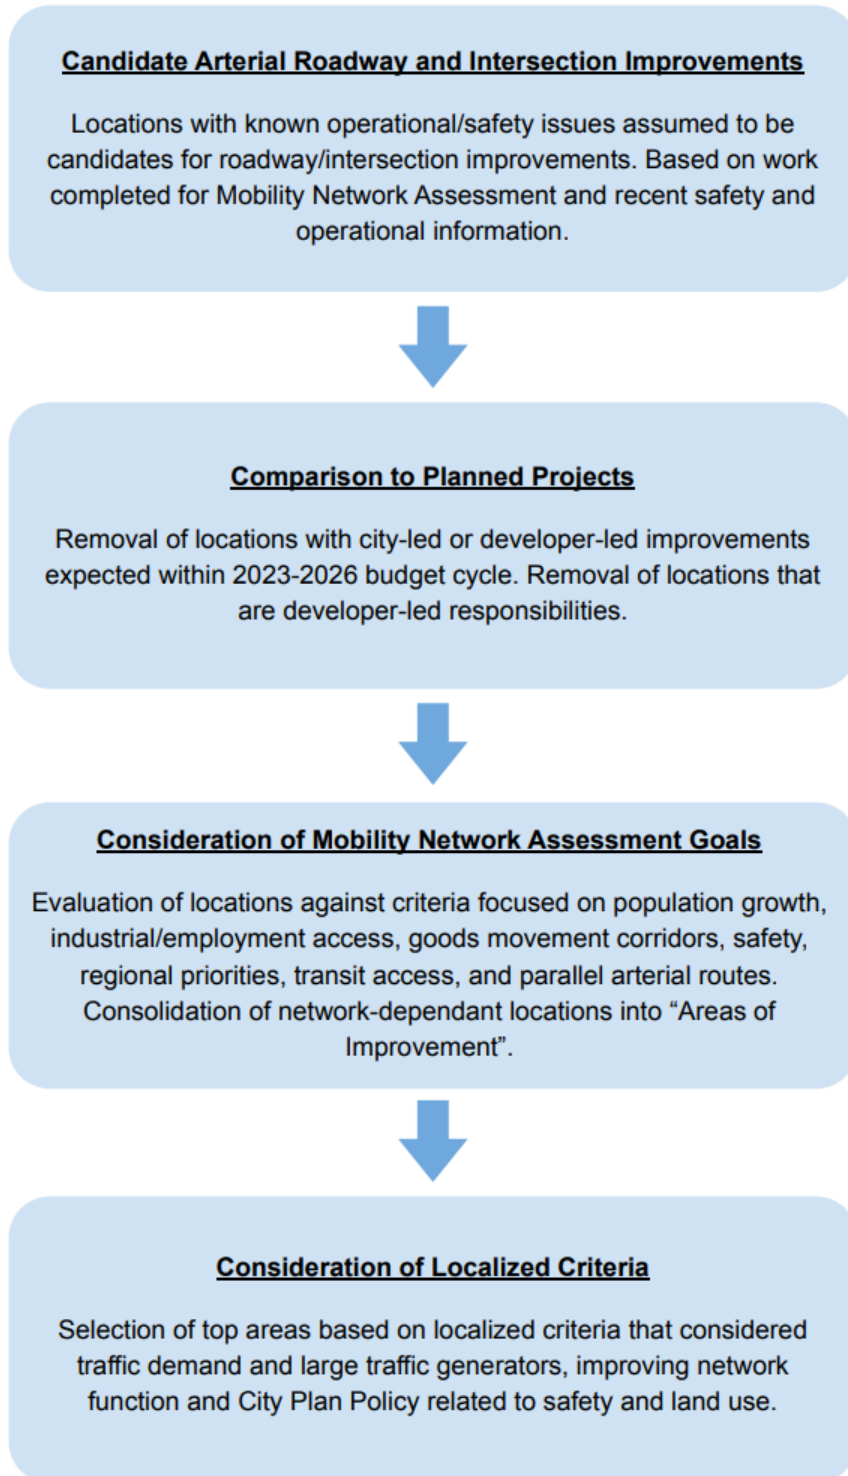 Candidate Arterial Roadway and Intersection Improvements
Locations with known operational/safety issues assumed to be
candidates for roadway/intersection improvements. Based on work
completed for Mobility Network Assessment and recent safety and
operational information.
Comparison to Planned Projects
Removal of locations with city-led or developer-led improvements
expected within 2023-2026 budget cycle. Removal of locations that
are developer-led responsibilities.
Consideration of Mobility Network Assessment Goals
Evaluation of locations against criteria focused on population growth,
industrial/employment access, goods movement corridors, safety,
regional priorities, transit access, and parallel arterial routes.
Consolidation of network-dependant locations into “Areas of
Improvement”.
Consideration of Localized Criteria
Selection of top areas based on localized criteria that considered
traffic demand and large traffic generators, improving network
function and City Plan Policy related to safety and land use.